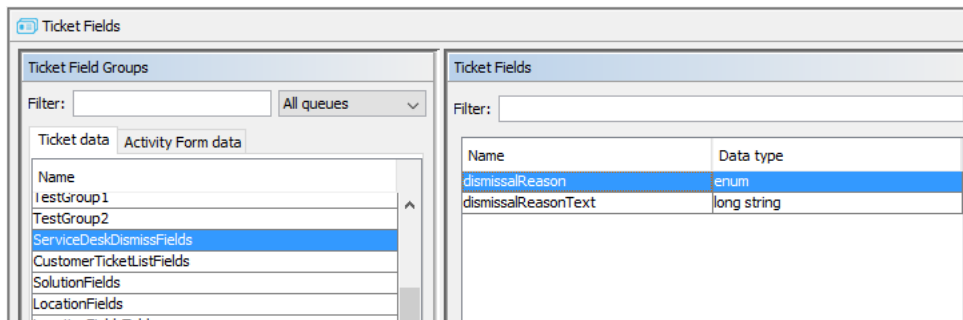 Ticket Fields
Ticket Field Groups
Filter:
All queues
Ticket data
Activity Form data
Name
TestGroup1
TestGroup2
ServiceDeskDismissFields
CustomerTicketListFields
SolutionFields
LocationFields
Ticket Fields
Filter:
Name Data type
dismissalReason enum
dismissalReasonText long string